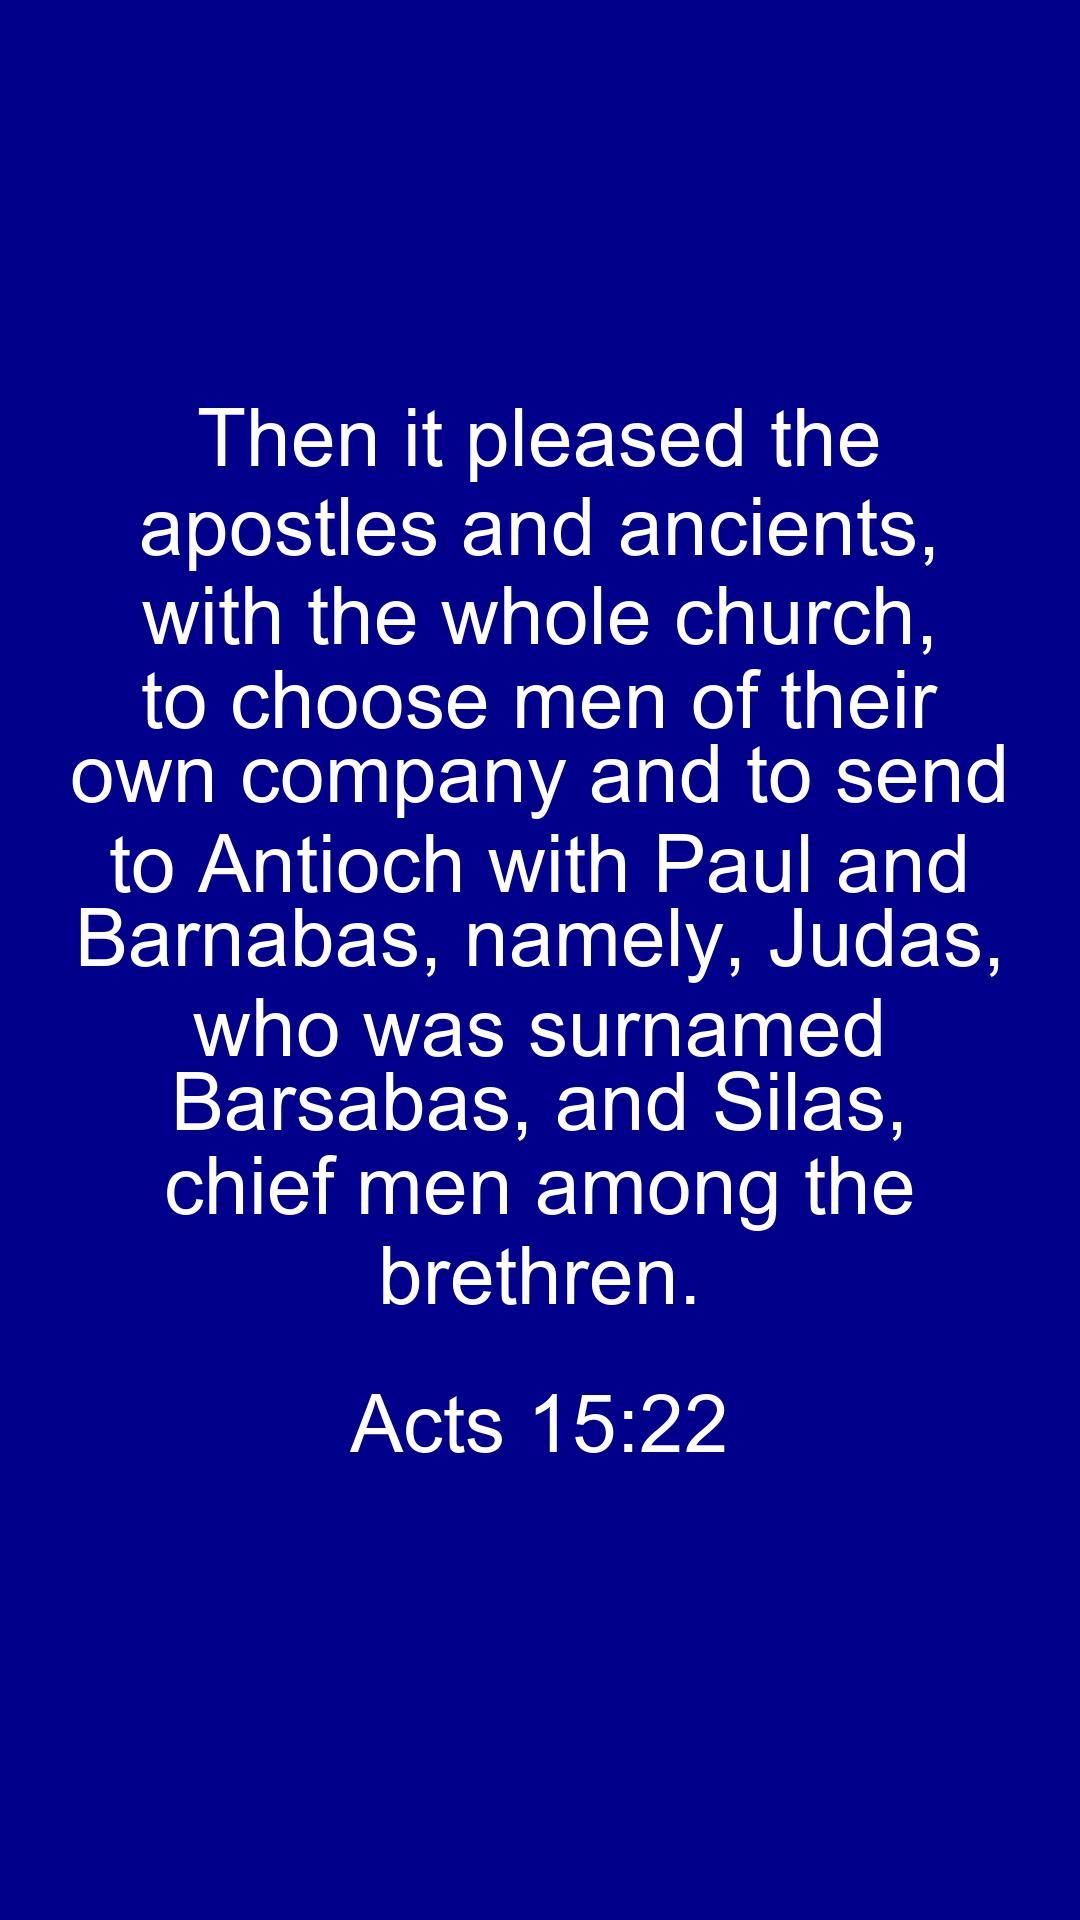 Then it pleased the
apostles and ancients,
with the whole church,
to choose men of their
own company and to send
to Antioch with Paul and
Barnabas, namely, Judas,
who was surnamed
Barsabas, and Silas,
chief men among the
brethren.
Acts 15:22